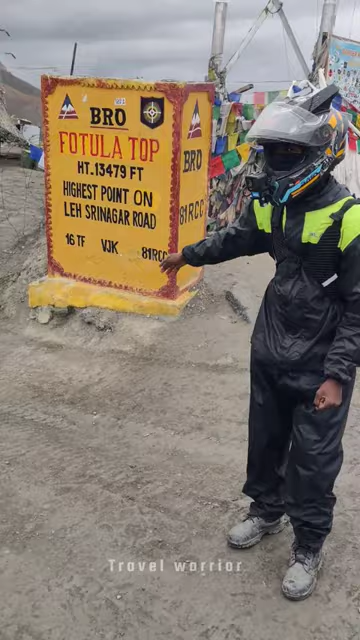 BRO
FOTULA TOP
HT.13479 FT
HIGHEST POINT ON
LEH SRINAGAR ROAD
16 TF VJK 81RCC
BRO
81RCC
Travel worrior